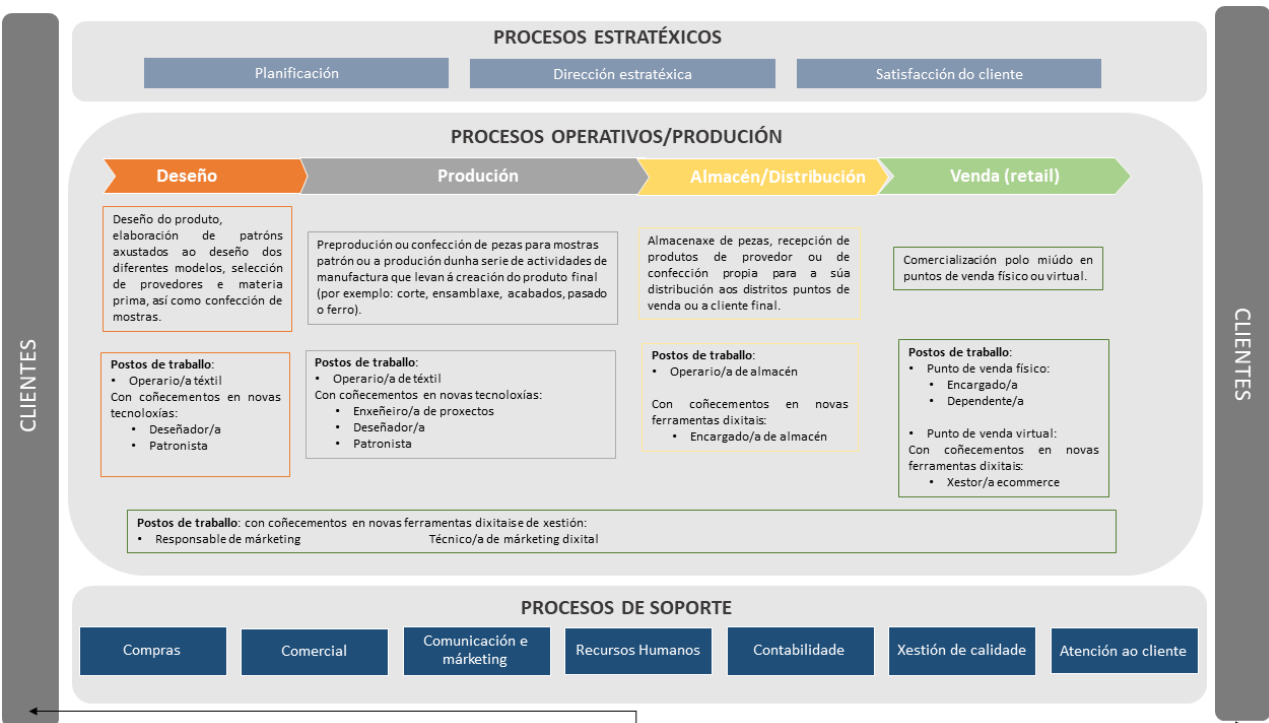 CLIENTES
PROCESOS ESTRATÉXICOS
Planificación
Dirección estratéxica
Satisfacción do cliente
PROCESOS OPERATIVOS/PRODUCIÓN
Deseño
Produción
Almacén/Distribución
Venda (retail)
Deseño do produto,
elaboración de patróns
axustados ao deseño dos
diferentes modelos, selección
de provedores e materia
prima, así como confección de
mostras.
Preprodución ou confección de pezas para mostras
patrón ou a produción dunha serie de actividades de
manufactura que levan á creación do produto final
(por exemplo: corte, ensamblaxe, acabados, pasado
o ferro).
Almacenaxe de pezas, recepción de
produtos de provedor ou de
confección propia para a súa
distribución aos distritos puntos de
venda ou a cliente final.
Comercialización polo miúdo en
puntos de venda físico ou virtual.
Postos de traballo:
• Operario/a téxtil
Con coñecementos en novas
tecnoloxías:
• Deseñador/a
• Patronista
Postos de traballo:
• Operario/a de téxtil
Con coñecementos en novas tecnoloxías:
• Enxeñeiro/a de proxectos
• Deseñador/a
• Patronista
Postos de traballo:
• Operario/a de almacén
Con coñecementos en novas
ferramentas dixitais:
• Encargado/a de almacén
Postos de traballo:
• Punto de venda físico:
• Encargado/a
• Dependente/a
• Punto de venda virtual:
Con coñecementos en novas
ferramentas dixitais:
• Xestor/a ecommerce
Postos de traballo: con coñecementos en novas ferramentas dixitaise de xestión:
• Responsable de márketing Técnico/a de márketing dixital
PROCESOS DE SOPORTE
Compras
Comercial
Comunicación e
márketing
Recursos Humanos
Contabilidade
Xestión de calidade
Atención ao cliente
CLIENTES